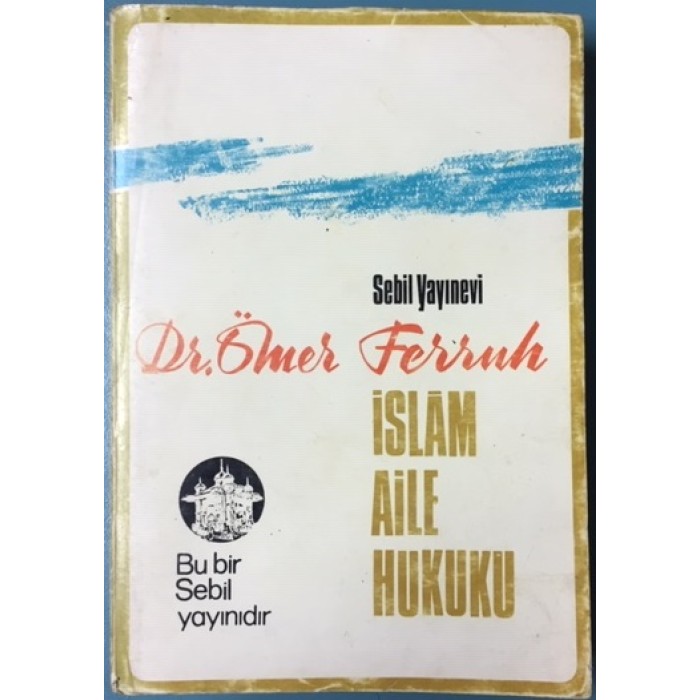 Sebil Yayınevi
Dr. Ömer Ferruh
İSLÂM
AİLE
HUKUKU
Bu bir
Sebil
yayınıdır